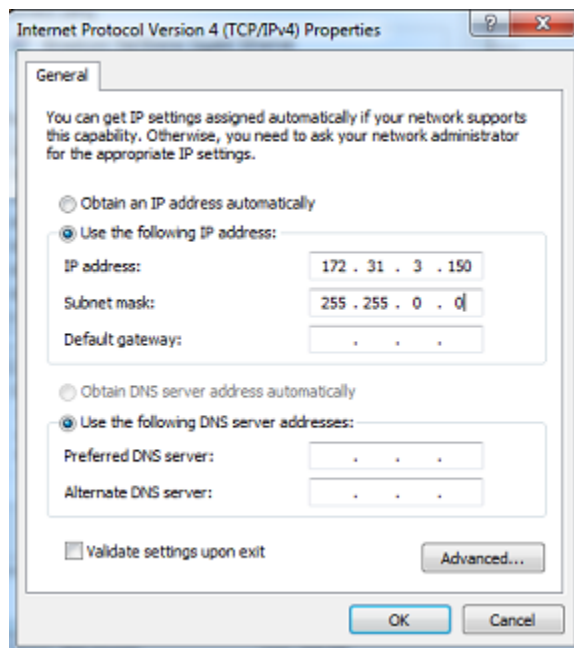 Internet Protocol Version 4 (TCP/IPv4) Properties
General
You can get IP settings assigned automatically if your network supports
this capability. Otherwise, you need to ask your network administrator
for the appropriate IP settings.
Obtain an IP address automatically
Use the following IP address:
IP address: 172 . 31 . 3 . 150
Subnet mask: 255 . 255 . 0 . 0
Default gateway: . . .
Obtain DNS server address automatically
Use the following DNS server addresses:
Preferred DNS server: . . .
Alternate DNS server: . . .
Validate settings upon exit
Advanced...
OK Cancel